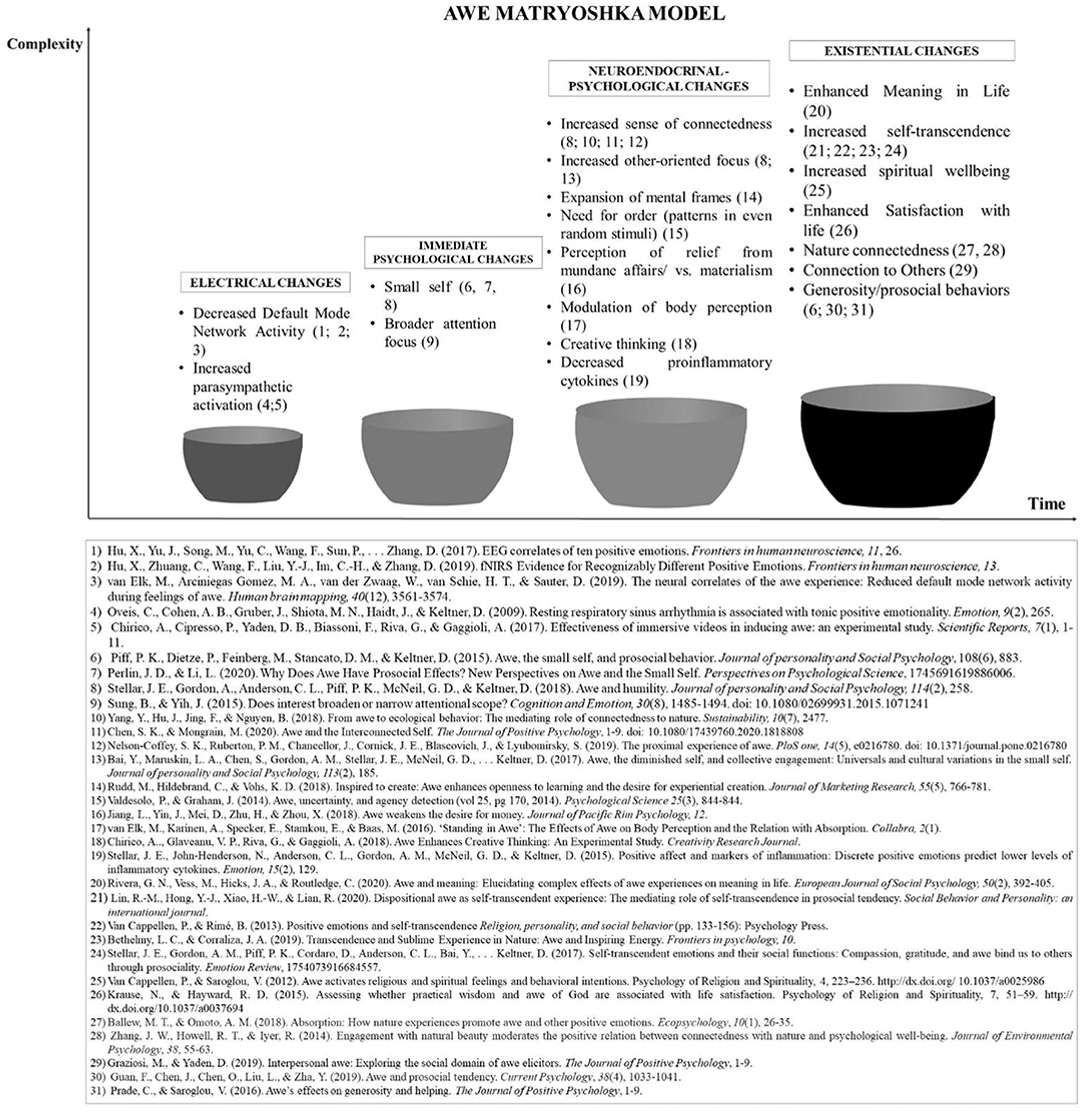 AWE MATRYOSHKA MODEL
Complexity
ELECTRICAL CHANGES
• Decreased Default Mode
Network Activity (1; 2;
3)
• Increased
parasympathetic
activation (4;5)
IMMEDIATE
PSYCHOLOGICAL CHANGES
• Small self (6, 7,
8)
• Broader attention
focus (9)
NEUROENDOCRINAL-
PSYCHOLOGICAL CHANGES
• Increased sense of connectedness
(8; 10; 11; 12)
• Increased other-oriented focus (8;
13)
• Expansion of mental frames (14)
• Need for order (patterns in even
random stimuli) (15)
• Perception of relief from
mundane affairs/ vs. materialism
(16)
• Modulation of body perception
(17)
• Creative thinking (18)
• Decreased proinflammatory
cytokines (19)
EXISTENTIAL CHANGES
• Enhanced Meaning in Life
(20)
• Increased self-transcendence
(21; 22; 23; 24)
• Increased spiritual wellbeing
(25)
• Enhanced Satisfaction with
life (26)
• Nature connectedness (27, 28)
• Connection to Others (29)
• Generosity/prosocial behaviors
(6; 30; 31)
Time
1) Hu, X., Yu, J., Song, M., Yu, C., Wang, F., Sun, P., . . . Zhang, D. (2017). EEG correlates of ten positive emotions. Frontiers in human neuroscience, 11, 26.
2) Hu, X., Zhuang, C., Wang, F., Liu, Y.-J., Im, C.-H., & Zhang, D. (2019). fNIRS Evidence for Recognizably Different Positive Emotions. Frontiers in human neuroscience, 13.
3) van Elk, M., Arciniegas Gomez, M. A., van der Zwaag, W., van Schie, H. T., & Sauter, D. (2019). The neural correlates of the awe experience: Reduced default mode network activity
during feelings of awe. Human brain mapping, 40(12), 3561-3574.
4) Oveis, C., Cohen, A. B., Gruber, J., Shiota, M. N., Haidt, J., & Keltner, D. (2009). Resting respiratory sinus arrhythmia is associated with tonic positive emotionality. Emotion, 9(2), 265.
5) Chirico, A., Cipresso, P., Yaden, D. B., Biassoni, F., Riva, G., & Gaggioli, A. (2017). Effectiveness of immersive videos in inducing awe: an experimental study. Scientific Reports, 7(1), 1-
11.
6) Piff, P. K., Dietze, P., Feinberg, M., Stancato, D. M., & Keltner, D. (2015). Awe, the small self, and prosocial behavior. Journal of personality and Social Psychology, 108(6), 883.
7) Perlin, J. D., & Li, L. (2020). Why Does Awe Have Prosocial Effects? New Perspectives on Awe and the Small Self. Perspectives on Psychological Science, 1745691619886006.
8) Stellar, J. E., Gordon, A., Anderson, C. L., Piff, P. K., McNeil, G. D., & Keltner, D. (2018). Awe and humility. Journal of personality and Social Psychology, 114(2), 258.
9) Sung, B., & Yih, J. (2015). Does interest broaden or narrow attentional scope? Cognition and Emotion, 30(8), 1485-1494. doi: 10.1080/02699931.2015.1071241
10) Yang, Y., Hu, J., Jing, F., & Nguyen, B. (2018). From awe to ecological behavior: The mediating role of connectedness to nature. Sustainability, 10(7), 2477.
11) Chen, S. K., & Mongrain, M. (2020). Awe and the Interconnected Self. The Journal of Positive Psychology, 1-9. doi: 10.1080/17439760.2020.1818808
12) Nelson-Coffey, S. K., Ruberton, P. M., Chancellor, J., Cornick, J. E., Blascovich, J., & Lyubomirsky, S. (2019). The proximal experience of awe. PloS one, 14(5), e0216780. doi: 10.1371/journal.pone.0216780
13) Bai, Y., Maruskin, L. A., Chen, S., Gordon, A. M., Stellar, J. E., McNeil, G. D., . . . Keltner, D. (2017). Awe, the diminished self, and collective engagement: Universals and cultural variations in the small self.
Journal of personality and Social Psychology, 113(2), 185.
14) Rudd, M., Hildebrand, C., & Vohs, K. D. (2018). Inspired to create: Awe enhances openness to learning and the desire for experiential creation. Journal of Marketing Research, 55(5), 766-781.
15) Valdesolo, P., & Graham, J. (2014). Awe, uncertainty, and agency detection (vol 25, pg 170, 2014). Psychological Science 25(3), 844-844.
16) Jiang, L., Yin, J., Mei, D., Zhu, H., & Zhou, X. (2018). Awe weakens the desire for money. Journal of Pacific Rim Psychology, 12.
17) van Elk, M., Karinen, A., Specker, E., Stamkou, E., & Baas, M. (2016). ‘Standing in Awe’: The Effects of Awe on Body Perception and the Relation with Absorption. Collabra, 2(1).
18) Chirico, A., Glaveanu, V. P., Riva, G., & Gaggioli, A. (2018). Awe Enhances Creative Thinking: An Experimental Study. Creativity Research Journal.
19) Stellar, J. E., John-Henderson, N., Anderson, C. L., Gordon, A. M., McNeil, G. D., & Keltner, D. (2015). Positive affect and markers of inflammation: Discrete positive emotions predict lower levels of
inflammatory cytokines. Emotion, 15(2), 129.
20) Rivera, G. N., Vess, M., Hicks, J. A., & Routledge, C. (2020). Awe and meaning: Elucidating complex effects of awe experiences on meaning in life. European Journal of Social Psychology, 50(2), 392-405.
21) Lin, R.-M., Hong, Y.-J., Xiao, H.-W., & Lian, R. (2020). Dispositional awe as self-transcendent experience: The mediating role of self-transcendence in prosocial tendency. Social Behavior and Personality: an
international journal.
22) Van Cappellen, P., & Rimé, B. (2013). Positive emotions and self-transcendence Religion, personality, and social behavior (pp. 133-156): Psychology Press.
23) Bethelmy, L. C., & Corraliza, J. A. (2019). Transcendence and Sublime Experience in Nature: Awe and Inspiring Energy. Frontiers in psychology, 10.
24) Stellar, J. E., Gordon, A. M., Piff, P. K., Cordaro, D., Anderson, C. L., Bai, Y., . . . Keltner, D. (2017). Self-transcendent emotions and their social functions: Compassion, gratitude, and awe bind us to others
through prosociality. Emotion Review, 1754073916684557.
25) Van Cappellen, P., & Saroglou, V. (2012). Awe activates religious and spiritual feelings and behavioral intentions. Psychology of Religion and Spirituality, 4, 223–236. http://dx.doi.org/ 10.1037/a0025986
26) Krause, N., & Hayward, R. D. (2015). Assessing whether practical wisdom and awe of God are associated with life satisfaction. Psychology of Religion and Spirituality, 7, 51–59. http://
dx.doi.org/10.1037/a0037694
27) Ballew, M. T., & Omoto, A. M. (2018). Absorption: How nature experiences promote awe and other positive emotions. Ecopsychology, 10(1), 26-35.
28) Zhang, J. W., Howell, R. T., & Iyer, R. (2014). Engagement with natural beauty moderates the positive relation between connectedness with nature and psychological well-being. Journal of Environmental
Psychology, 38, 55-63.
29) Graziosi, M., & Yaden, D. (2019). Interpersonal awe: Exploring the social domain of awe elicitors. The Journal of Positive Psychology, 1-9.
30) Guan, F., Chen, J., Chen, O., Liu, L., & Zha, Y. (2019). Awe and prosocial tendency. Current Psychology, 38(4), 1033-1041.
31) Prade, C., & Saroglou, V. (2016). Awe’s effects on generosity and helping. The Journal of Positive Psychology, 1-9.